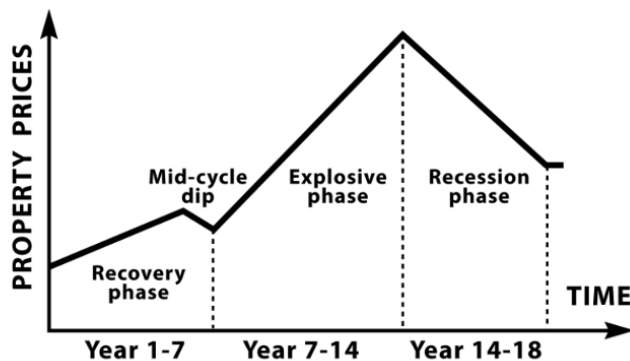 PROPERTY PRICES
Mid-cycle
dip
Explosive
phase
Recession
phase
Recovery
phase
TIME
Year 1-7
Year 7-14
Year 14-18